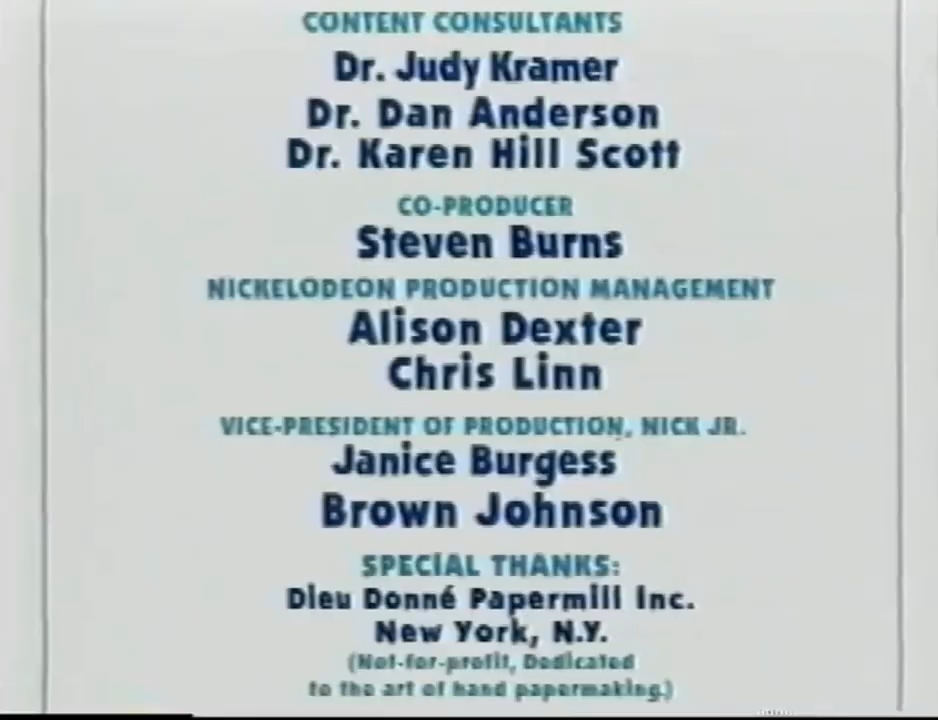 CONTENT CONSULTANTS
Dr. Judy Kramer
Dr. Dan Anderson
Dr. Karen Hill Scott
CO-PRODUCER
Steven Burns
NICKELODEON PRODUCTION MANAGEMENT
Alison Dexter
Chris Linn
VICE-PRESIDENT OF PRODUCTION, NICK JR.
Janice Burgess
Brown Johnson
SPECIAL THANKS:
Dieu Donné Papermill Inc.
New York, N.Y.
(Not-for-profit, Dedicated
to the art of hand papermaking.)